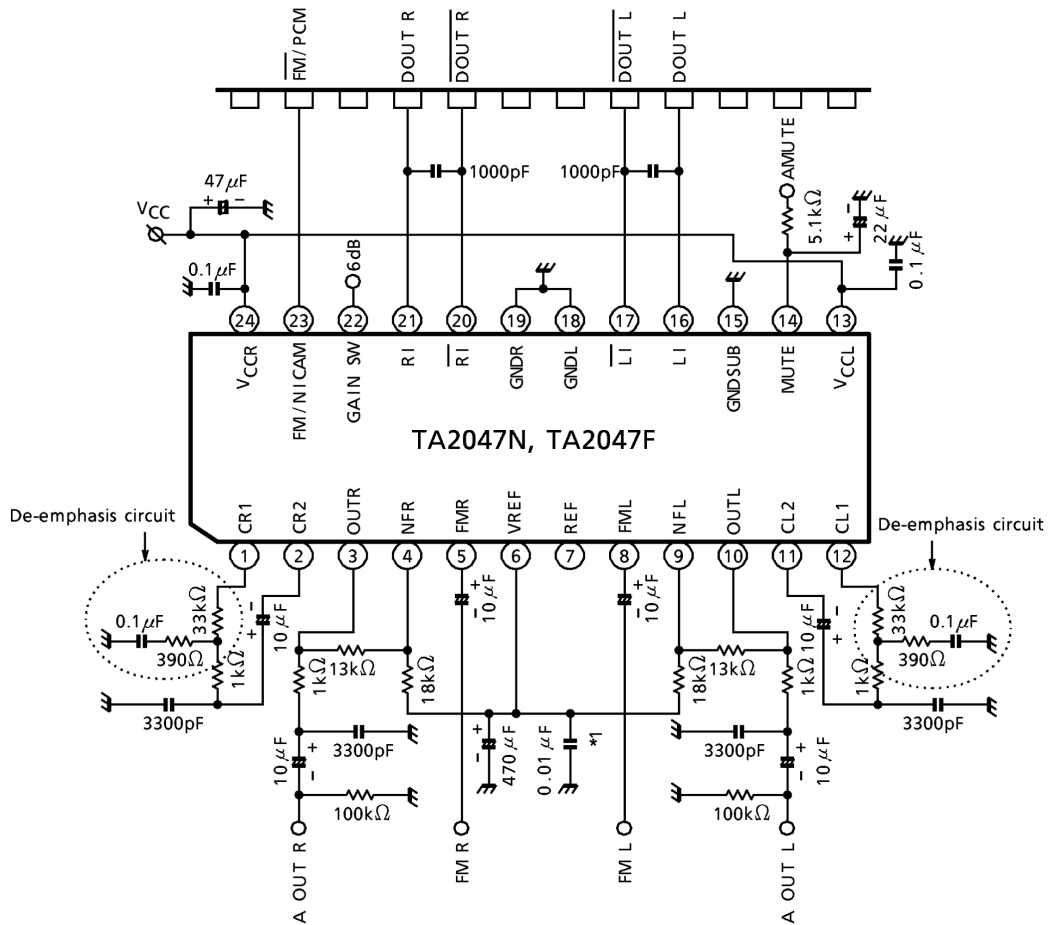 FM/PCM
DOUT R
DOUT R
DOUT L
DOUT L
AMUTE
1000pF
1000pF
47μF
+ −
VCC
5.1kΩ
−
+
22μF
0.1μF
0.1μF
6dB
24
23
22
21
20
19
18
17
16
15
14
13
VCCR
FM/NICAM
GAIN SW
RI
RI
GNDR
GNDL
LI
LI
GNDSUB
MUTE
VCCL
TA2047N, TA2047F
CR1
CR2
OUTR
NFR
FMR
VREF
REF
FML
NFL
OUTL
CL2
CL1
De-emphasis circuit
De-emphasis circuit
1
2
3
4
5
6
7
8
9
10
11
12
33kΩ
−
+
10μF
+
−
10μF
+
−
10μF
10μF
−
+
33kΩ
0.1μF
0.1μF
390Ω
1kΩ
1kΩ
13kΩ
18kΩ
18kΩ
13kΩ
1kΩ
1kΩ
390Ω
3300pF
3300pF
3300pF
3300pF
10μF
+
−
+
−
470μF
0.01μF
*1
+
−
10μF
100kΩ
100kΩ
A OUT R
FM R
FM L
A OUT L